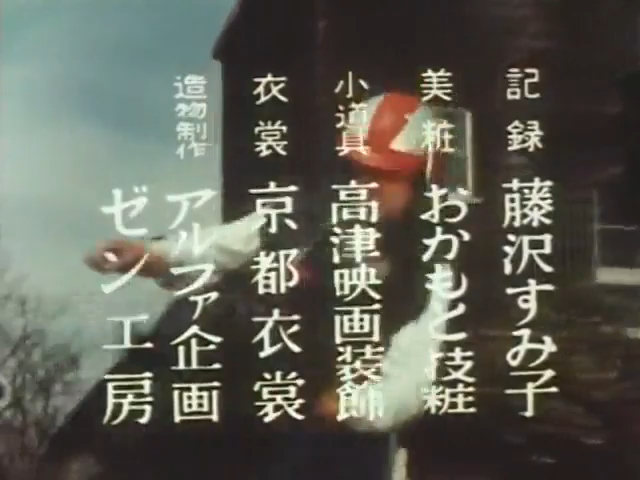 記録 藤沢すみ子
美粧 おかもと技粧
小道具 高津映画装飾
衣裳 京都衣裳
造物制作 アルファ企画
ゼン工房